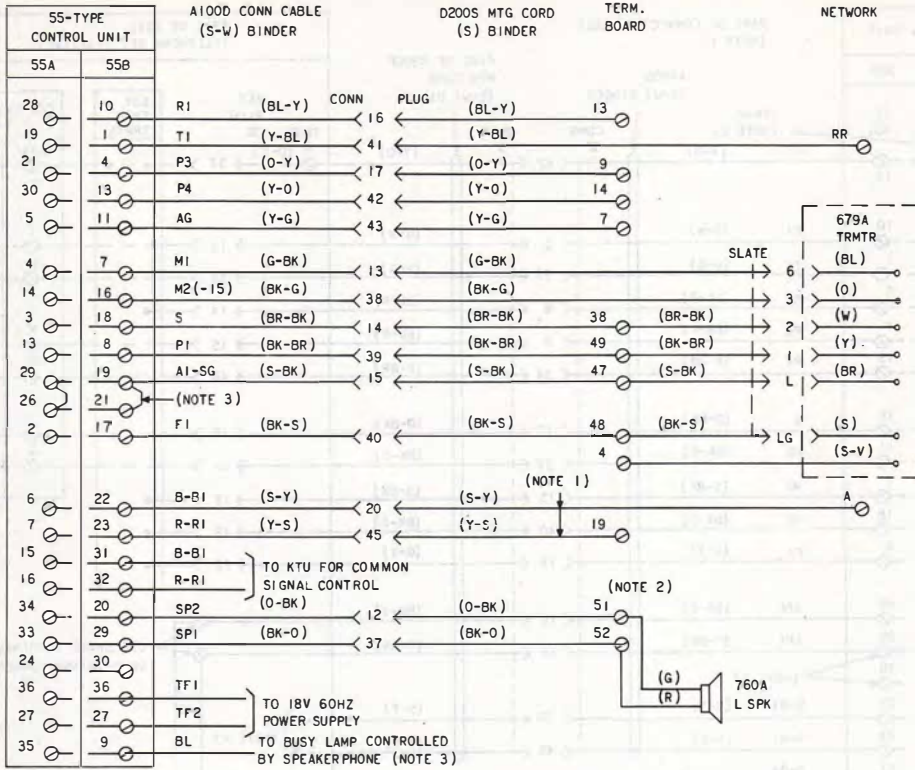 55-TYPE CONTROL UNIT
A100D CONN CABLE (S-W) BINDER
D200S MTG CORD (S) BINDER
TERM. BOARD
NETWORK
55A 55B
CONN PLUG
28 10 R1 (BL-Y) 16 (BL-Y) 13
19 1 T1 (Y-BL) 41 (Y-BL) RR
21 4 P3 (O-Y) 17 (O-Y) 9
30 13 P4 (Y-O) 42 (Y-O) 14
5 11 AG (Y-G) 43 (Y-G) 7
679A TRMTR
SLATE
4 7 M1 (G-BK) 13 (G-BK) 6 (BL)
14 16 M2(-15) (BK-G) 38 (BK-G) 3 (O)
3 18 S (BR-BK) 14 (BR-BK) 38 (BR-BK) 2 (W)
13 8 P1 (BK-BR) 39 (BK-BR) 49 (BK-BR) 1 (Y)
29 19 A1-SG (S-BK) 15 (S-BK) 47 (S-BK) L (BR)
26 21 (NOTE 3)
2 17 F1 (BK-S) 40 (BK-S) 48 (BK-S) LG (S)
4 (S-V)
(NOTE 1)
6 22 B-B1 (S-Y) 20 (S-Y) A
7 23 R-R1 (Y-S) 45 (Y-S) 19
15 31 B-B1
16 32 R-R1
TO KTU FOR COMMON
SIGNAL CONTROL
(NOTE 2)
34 20 SP2 (O-BK) 12 (O-BK) 51
33 29 SP1 (BK-O) 37 (BK-O) 52
24 30
(G)
(R)
760A
L SPK
36 36 TF1
27 27 TF2
TO 18V 60HZ
POWER SUPPLY
35 9 BL TO BUSY LAMP CONTROLLED
BY SPEAKERPHONE (NOTE 3)